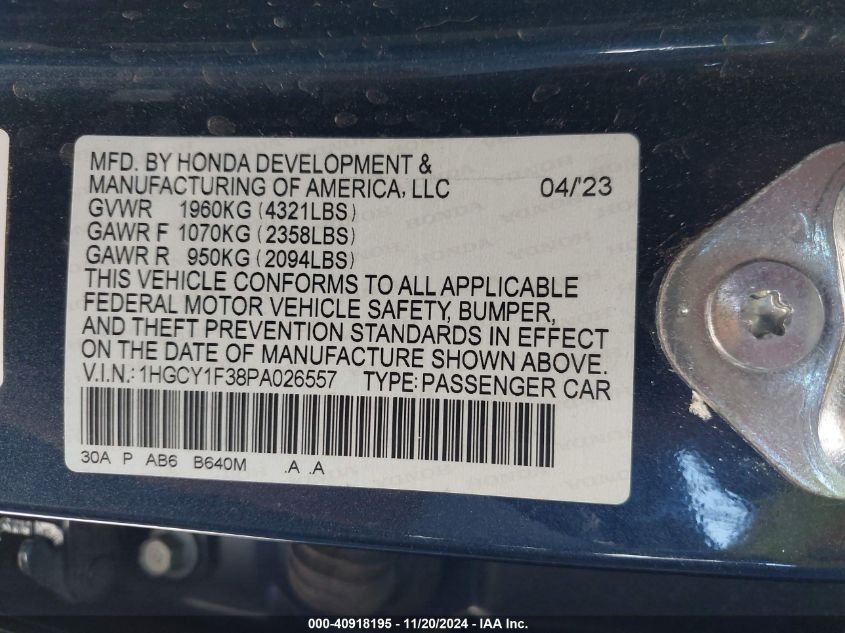 MFD. BY HONDA DEVELOPMENT &
MANUFACTURING OF AMERICA, LLC 04/'23
GVWR 1960KG (4321LBS)
GAWR F 1070KG (2358LBS)
GAWR R 950KG (2094LBS)
THIS VEHICLE CONFORMS TO ALL APPLICABLE
FEDERAL MOTOR VEHICLE SAFETY, BUMPER,
AND THEFT PREVENTION STANDARDS IN EFFECT
ON THE DATE OF MANUFACTURE SHOWN ABOVE.
V.I.N.: 1HGCY1F38PA026557 TYPE: PASSENGER CAR
30A P AB6 B640M .A .A
000-40918195 - 11/20/2024 - IAA Inc.